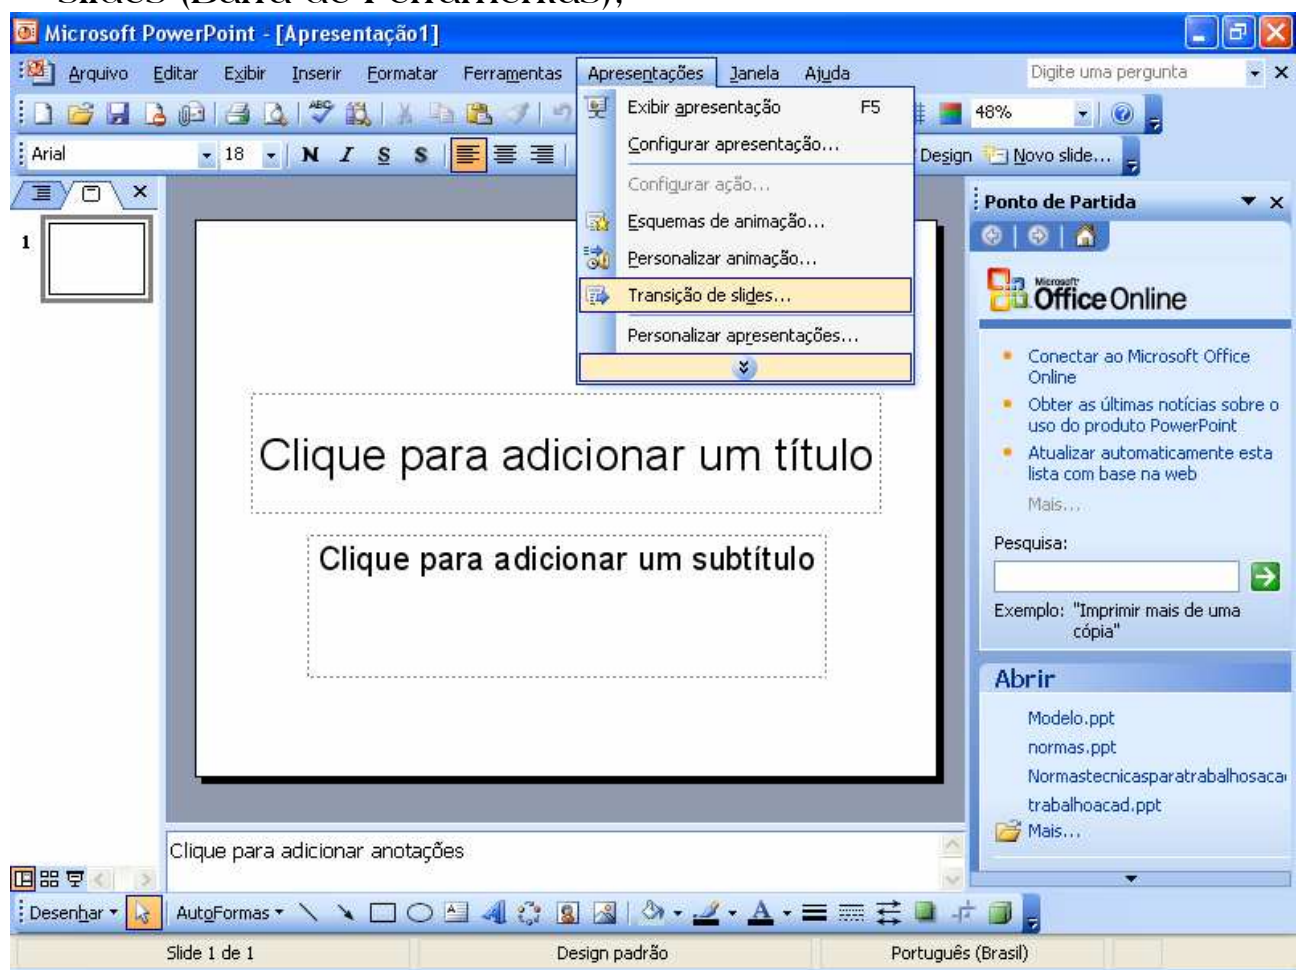 Slides (Barra de Ferramentas);
Microsoft PowerPoint - [Apresentação1]
Arquivo Editar Exibir Inserir Formatar Ferramentas Apresentações Janela Ajuda Digite uma pergunta
48%
Arial 18 N I S S Design Novo slide...
Exibir apresentação F5
Configurar apresentação...
Configurar ação...
Esquemas de animação...
Personalizar animação...
Transição de slides...
Personalizar apresentações...
1
Clique para adicionar um título
Clique para adicionar um subtítulo
Clique para adicionar anotações
Ponto de Partida
Microsoft
Office Online
Conectar ao Microsoft Office
Online
Obter as últimas notícias sobre o
uso do produto PowerPoint
Atualizar automaticamente esta
lista com base na web
Mais...
Pesquisa:
Exemplo: "Imprimir mais de uma
cópia"
Abrir
Modelo.ppt
normas.ppt
Normastecnicasparatrabalhosaca
trabalhoacad.ppt
Mais...
Desenhar AutoFormas
Slide 1 de 1 Design padrão Português (Brasil)